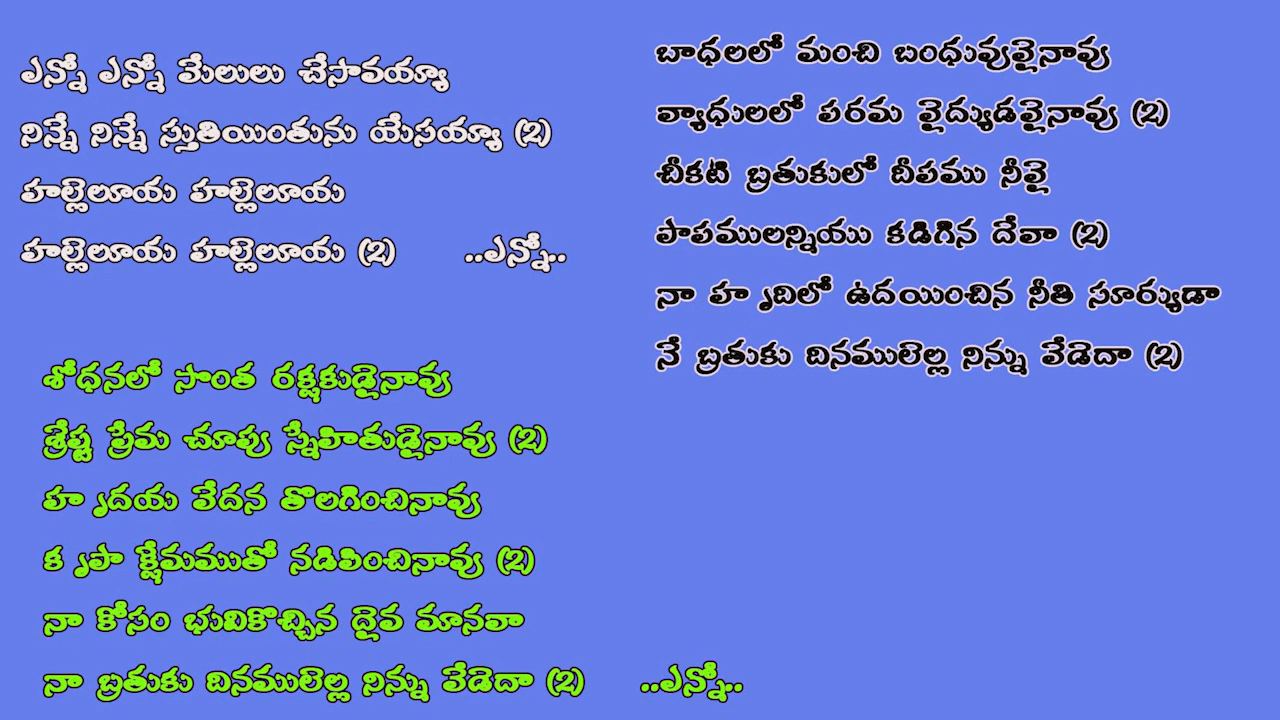 ఎన్నో ఎన్నో మేలులు చేసావయ్యా
నిన్నే నిన్నే స్తుతియింతును యేసయ్యా (2)
హల్లెలూయ హల్లెలూయ
హల్లెలూయ హల్లెలూయ (2) ..ఎన్నో..
శోధనలో సాంత రక్షకుడైనావు
శ్రేష్ట ప్రేమ చూపు స్నేహితుడైనావు (2)
హృదయ వేదన తొలగించినావు
కృపా క్షేమముతో నడిపించినావు (2)
నా కోసం భువికొచ్చిన దైవ మానవా
నా బ్రతుకు దినములెల్ల నిన్ను వేడెదా (2) ..ఎన్నో..
బాధలలో మంచి బంధువువైనావు
వ్యాధులలో పరమ వైద్యుడవైనావు (2)
చీకటి బ్రతుకులో దీపము నీవై
పాపములన్నియు కడిగిన దేవా (2)
నా హృదిలో ఉదయించిన నీతి సూర్యుడా
నే బ్రతుకు దినములెల్ల నిన్ను వేడెదా (2)